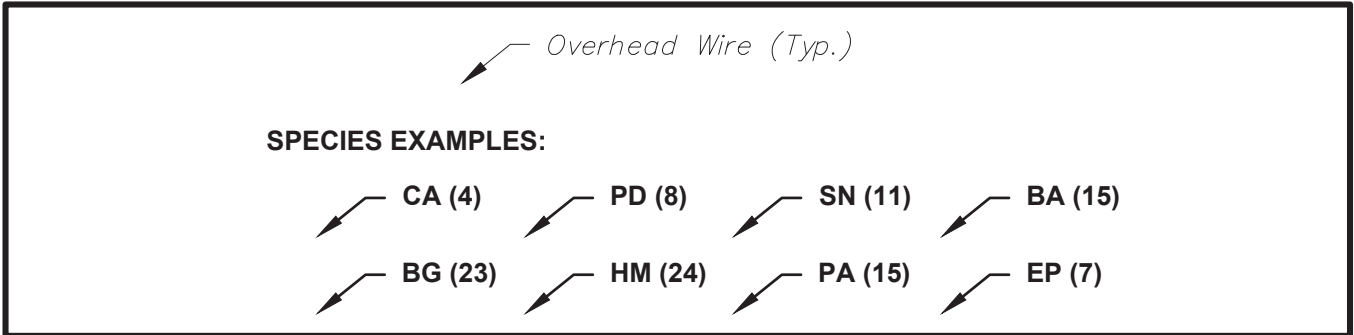 Overhead Wire (Typ.)
SPECIES EXAMPLES:
CA (4) PD (8) SN (11) BA (15)
BG (23) HM (24) PA (15) EP (7)